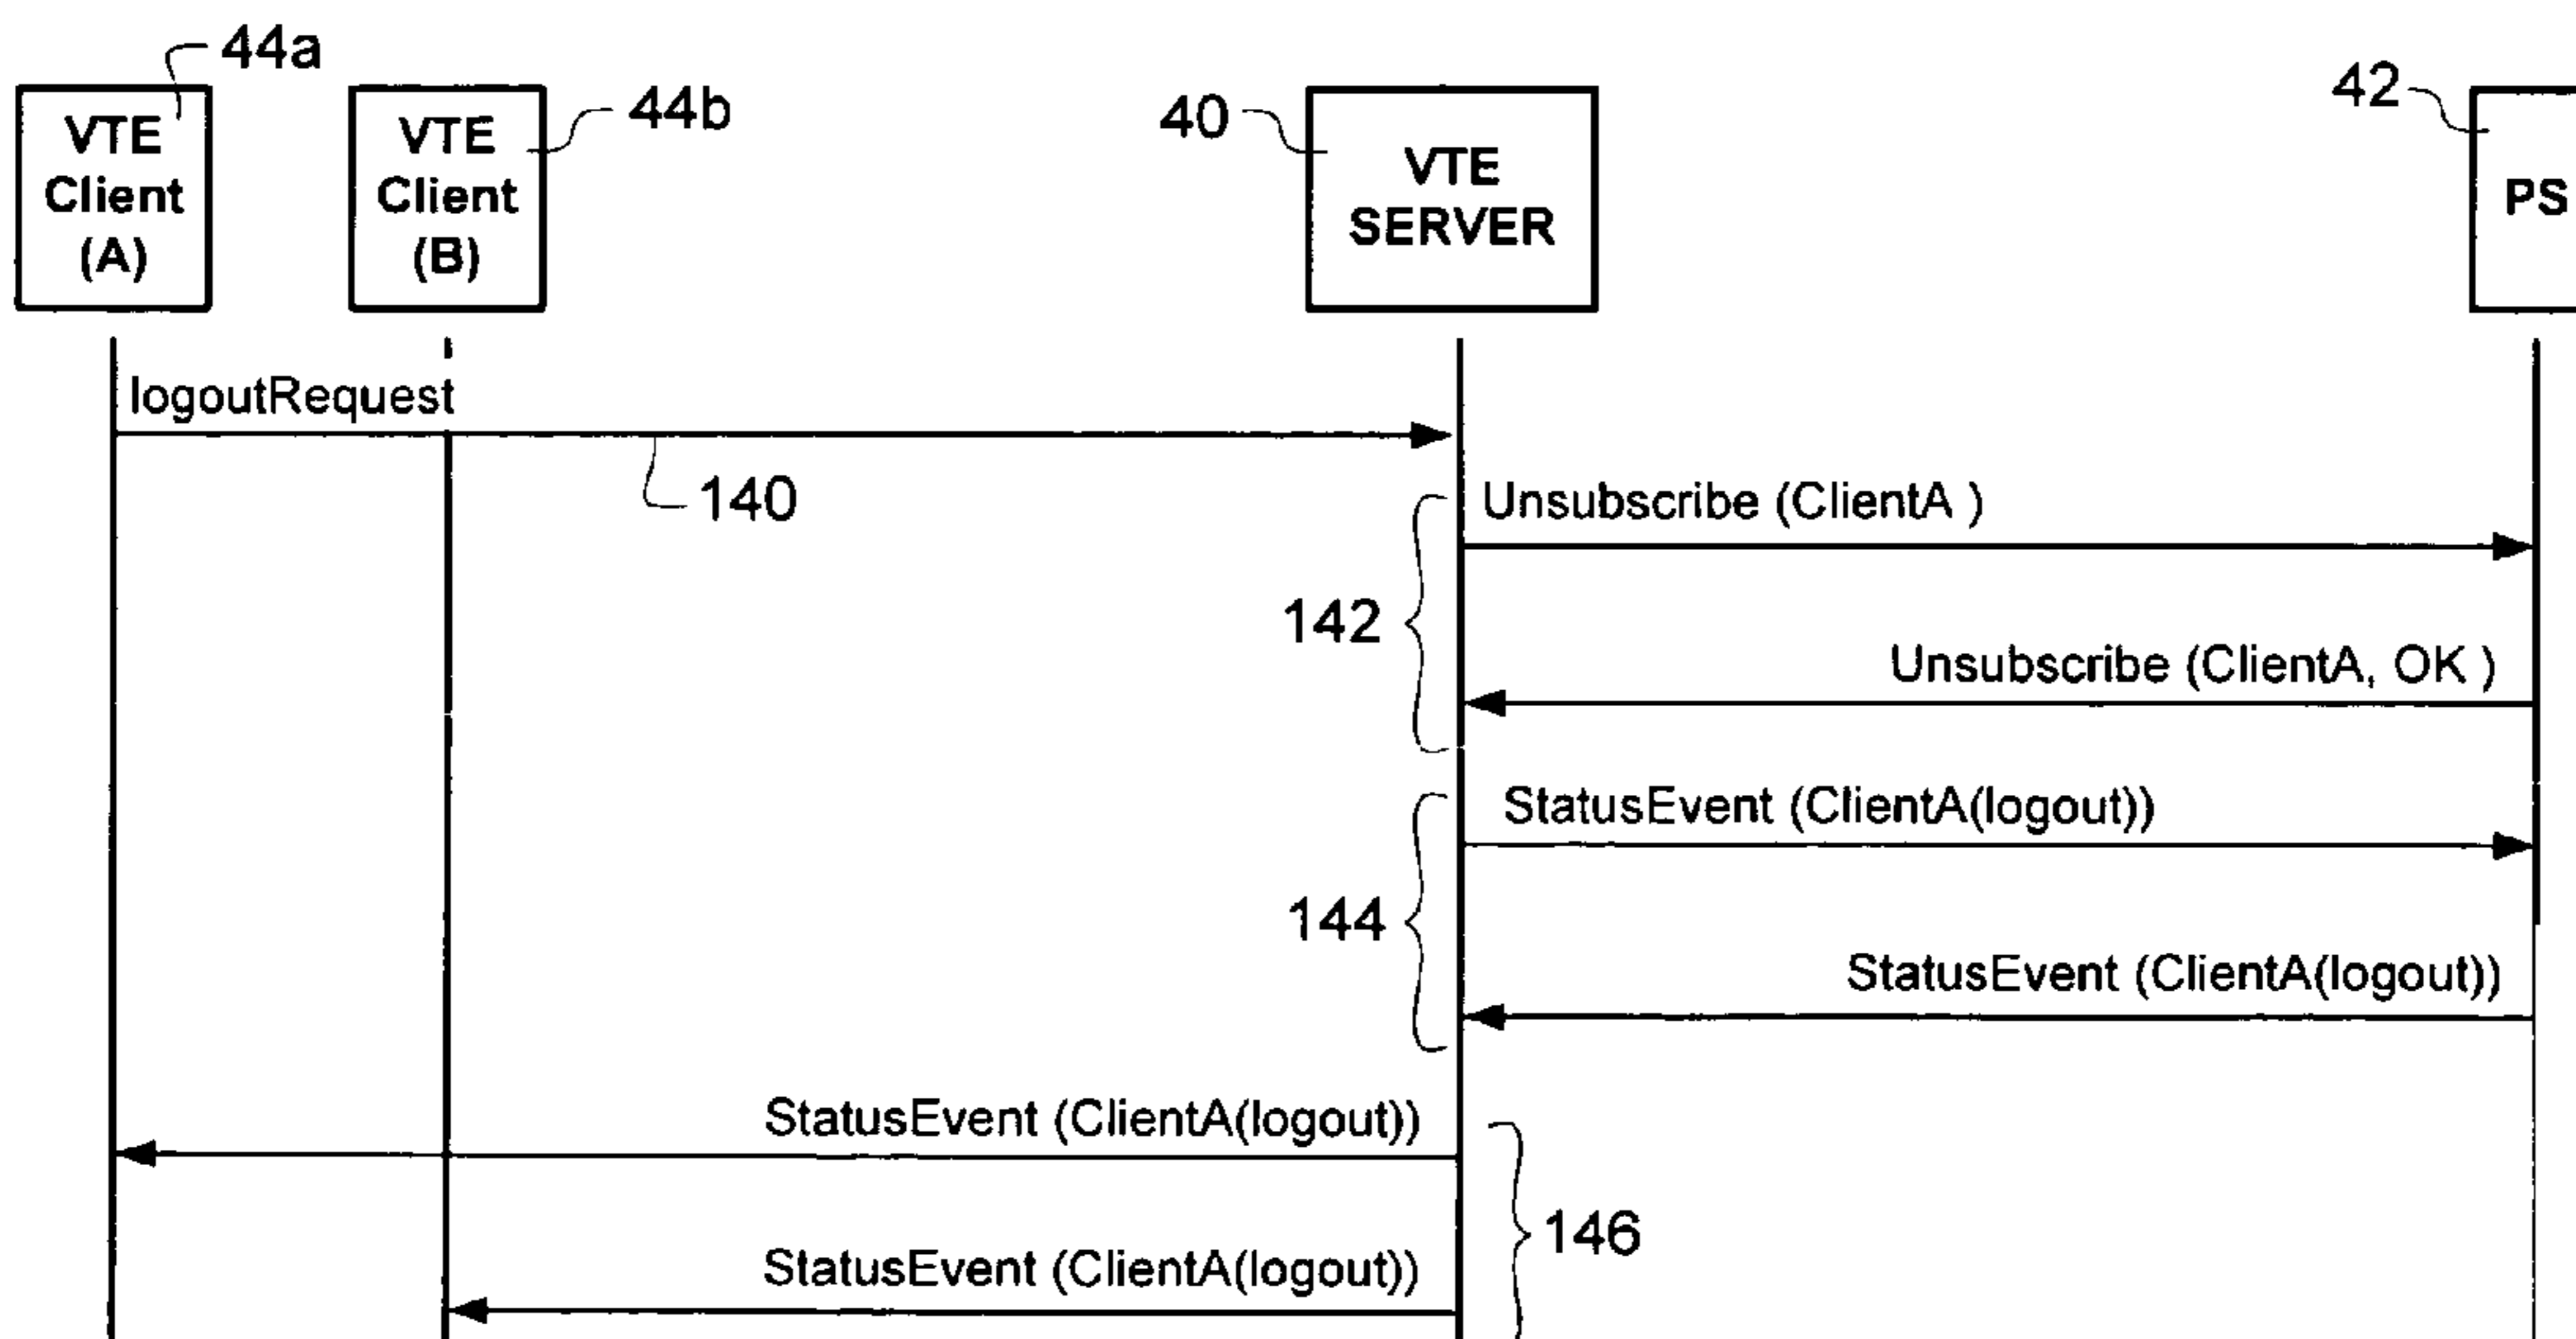 44a
44b
40
42
VTE
Client
(A)
VTE
Client
(B)
VTE
SERVER
PS
logoutRequest
140
Unsubscribe (ClientA )
142
Unsubscribe (ClientA, OK )
StatusEvent (ClientA(logout))
144
StatusEvent (ClientA(logout))
StatusEvent (ClientA(logout))
146
StatusEvent (ClientA(logout))